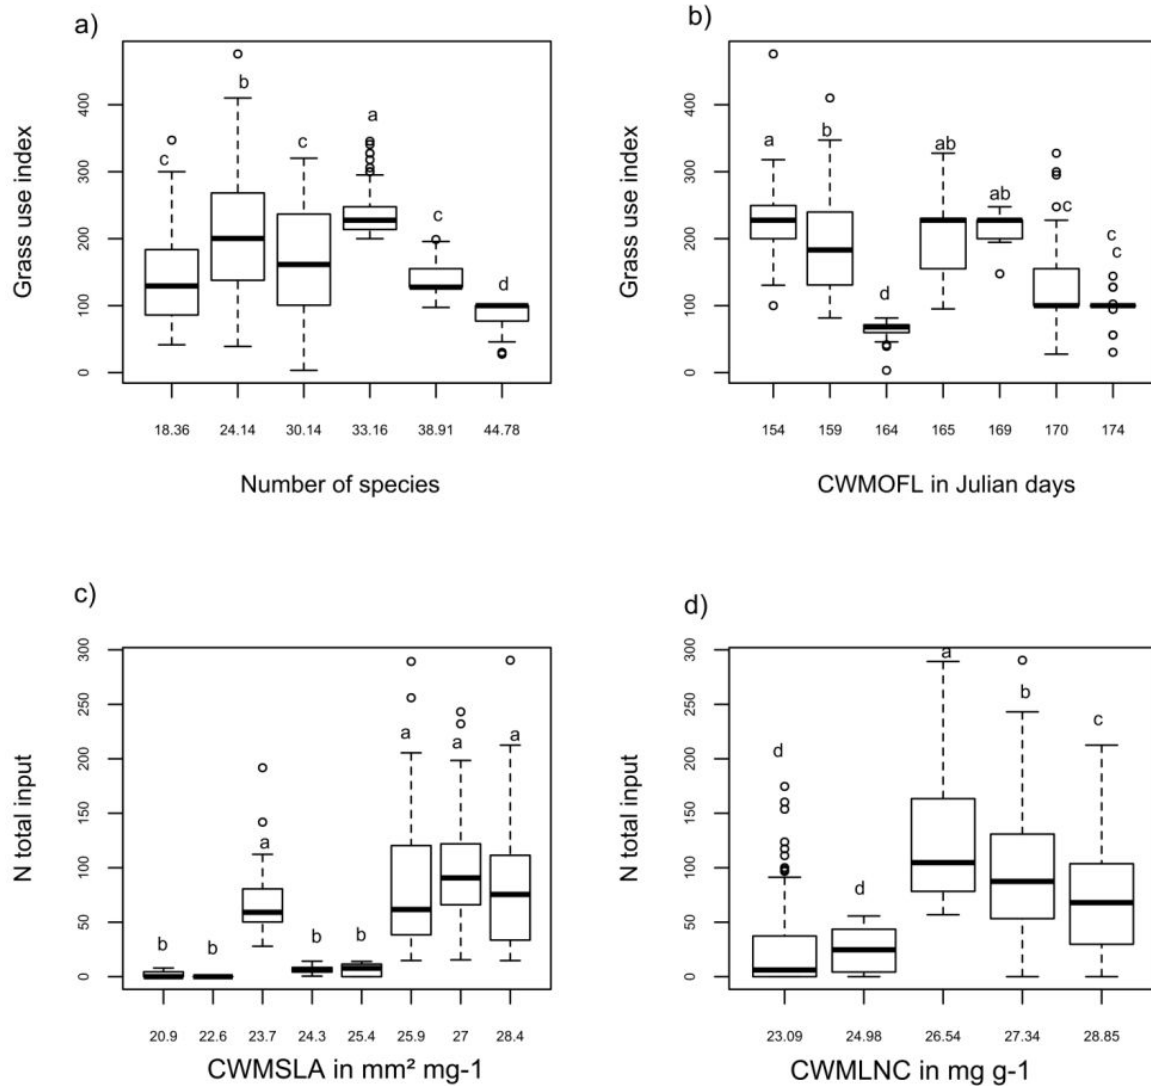 a)
Grass use index
400
300
200
100
0
c
b
c
a
c
d
18.36 24.14 30.14 33.16 38.91 44.78
Number of species
b)
Grass use index
400
300
200
100
0
a
b
d
ab
ab
c
c
c
154 159 164 165 169 170 174
CWMOFL in Julian days
c)
N total input
300
250
200
150
100
50
0
b
b
a
b
b
a
a
a
20.9 22.6 23.7 24.3 25.4 25.9 27 28.4
CWMSLA in mm² mg-1
d)
N total input
300
250
200
150
100
50
0
d
d
a
b
c
23.09 24.98 26.54 27.34 28.85
CWMLNC in mg g-1